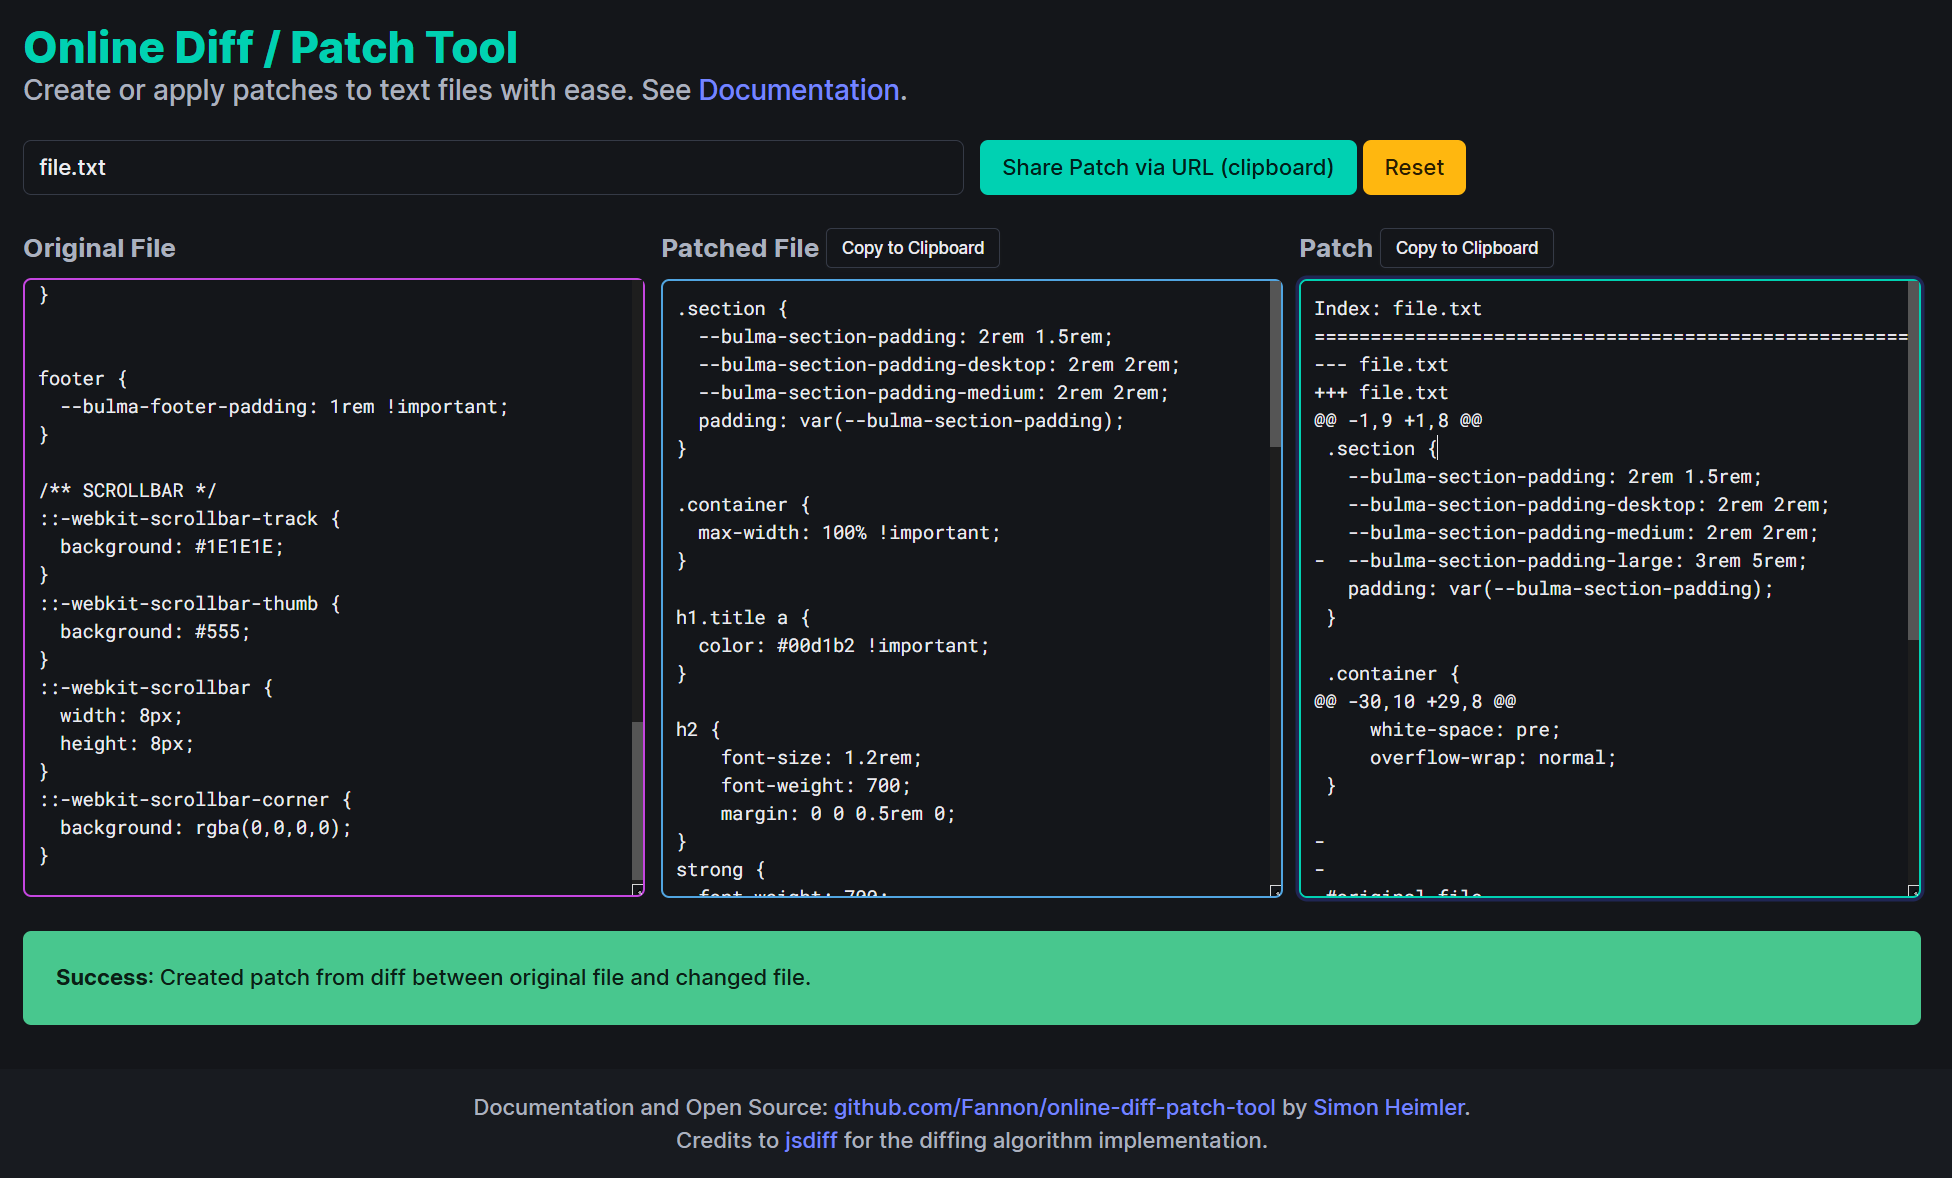 Online Diff / Patch Tool
Create or apply patches to text files with ease. See Documentation.
file.txt
Share Patch via URL (clipboard)
Reset
Original File
}
footer {
  --bulma-footer-padding: 1rem !important;
}
/** SCROLLBAR */
::-webkit-scrollbar-track {
  background: #1E1E1E;
}
::-webkit-scrollbar-thumb {
  background: #555;
}
::-webkit-scrollbar {
  width: 8px;
  height: 8px;
}
::-webkit-scrollbar-corner {
  background: rgba(0,0,0,0);
}
Patched File
Copy to Clipboard
.section {
  --bulma-section-padding: 2rem 1.5rem;
  --bulma-section-padding-desktop: 2rem 2rem;
  --bulma-section-padding-medium: 2rem 2rem;
  padding: var(--bulma-section-padding);
}
.container {
  max-width: 100% !important;
}
h1.title a {
  color: #00d1b2 !important;
}
h2 {
    font-size: 1.2rem;
    font-weight: 700;
    margin: 0 0 0.5rem 0;
}
strong {
  font-weight: 700;
Patch
Copy to Clipboard
Index: file.txt
=====================================================
--- file.txt
+++ file.txt
@@ -1,9 +1,8 @@
 .section {
   --bulma-section-padding: 2rem 1.5rem;
   --bulma-section-padding-desktop: 2rem 2rem;
   --bulma-section-padding-medium: 2rem 2rem;
-  --bulma-section-padding-large: 3rem 5rem;
   padding: var(--bulma-section-padding);
 }
 .container {
@@ -30,10 +29,8 @@
     white-space: pre;
     overflow-wrap: normal;
 }
-
-
 #original-file
Success: Created patch from diff between original file and changed file.
Documentation and Open Source: github.com/Fannon/online-diff-patch-tool by Simon Heimler.
Credits to jsdiff for the diffing algorithm implementation.